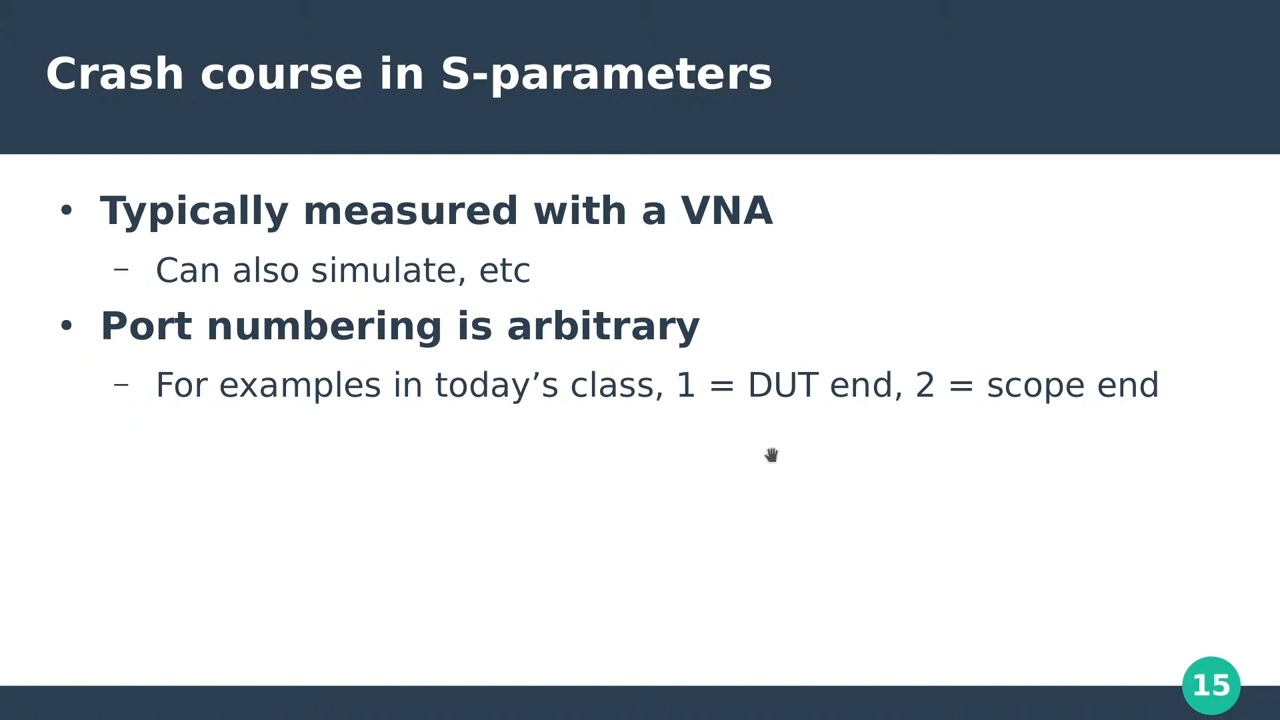 Crash course in S-parameters
• Typically measured with a VNA
– Can also simulate, etc
• Port numbering is arbitrary
– For examples in today’s class, 1 = DUT end, 2 = scope end
15